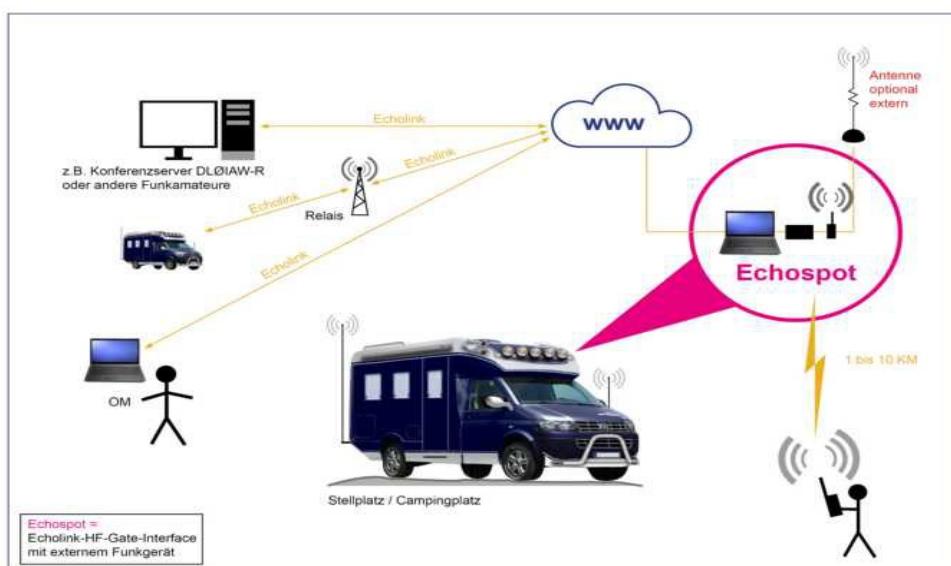 Echolink
www
Antenne
optional
extern
z.B. Konferenzserver DLØIAW-R
oder andere Funkamateure
Echolink
Echolink
Relais
Echolink
Echospot
OM
1 bis 10 KM
Stellplatz / Campingplatz
Echospot =
Echolink-HF-Gate-Interface
mit externem Funkgerät